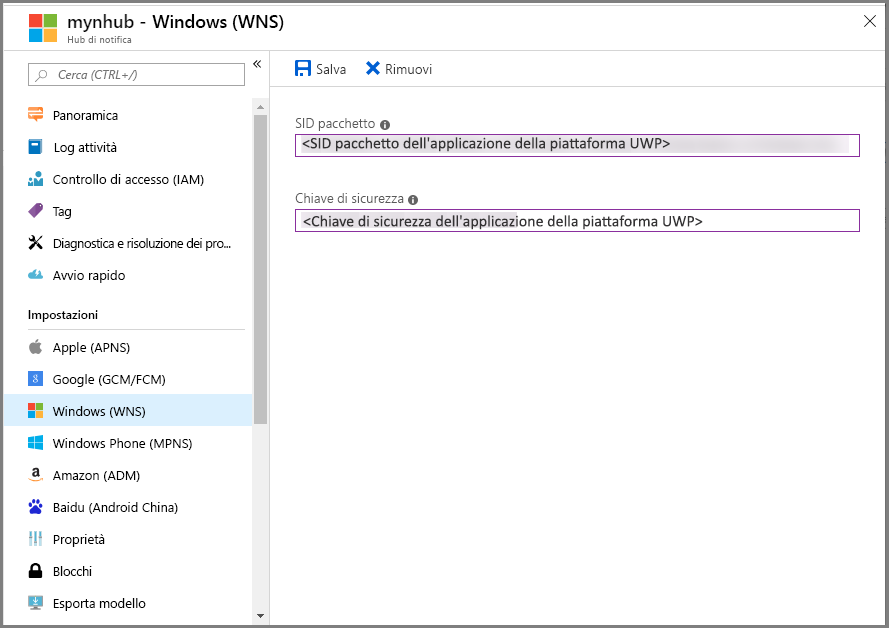 mynhub - Windows (WNS)
Hub di notifica
Cerca (CTRL+/)
«
Panoramica
Log attività
Controllo di accesso (IAM)
Tag
Diagnostica e risoluzione dei pro...
Avvio rapido
Impostazioni
Apple (APNS)
Google (GCM/FCM)
Windows (WNS)
Windows Phone (MPNS)
Amazon (ADM)
Baidu (Android China)
Proprietà
Blocchi
Esporta modello
Salva
Rimuovi
SID pacchetto
<SID pacchetto dell'applicazione della piattaforma UWP>
Chiave di sicurezza
<Chiave di sicurezza dell'applicazione della piattaforma UWP>